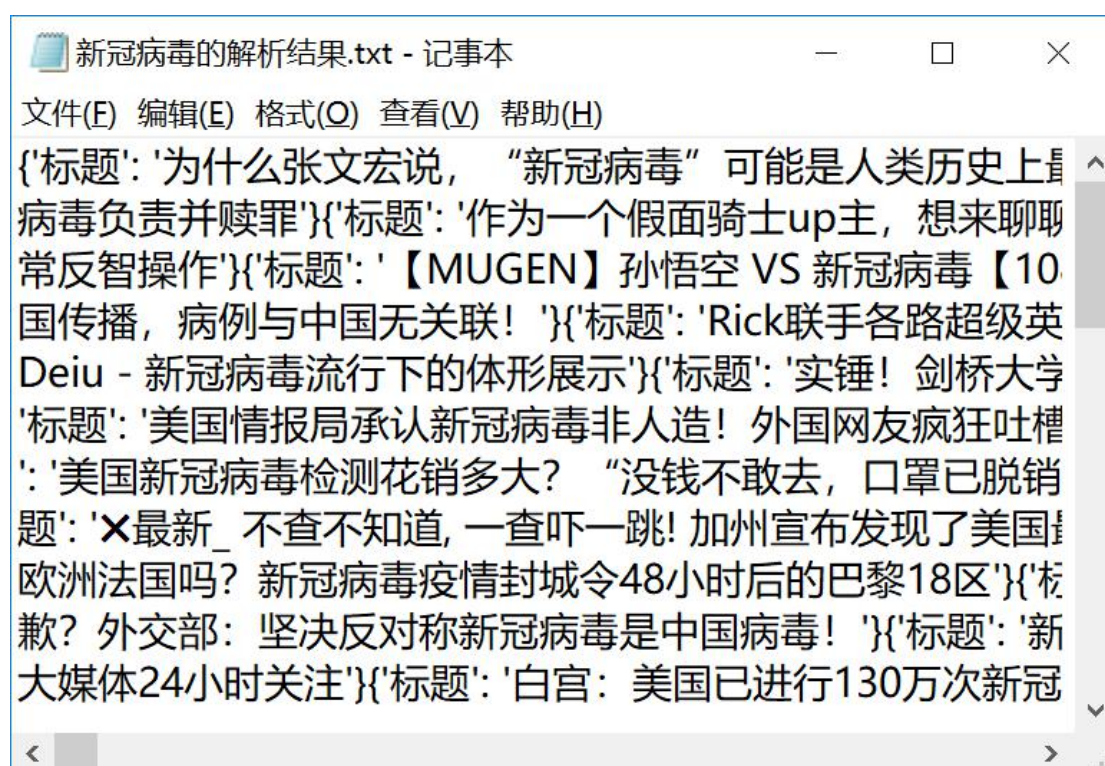 新冠病毒的解析结果.txt - 记事本
文件(F) 编辑(E) 格式(O) 查看(V) 帮助(H)
{'标题': '为什么张文宏说，“新冠病毒”可能是人类历史上最
病毒负责并赎罪'}{'标题': '作为一个假面骑士up主，想来聊聊
常反智操作'}{'标题': '【MUGEN】孙悟空 VS 新冠病毒【10
国传播，病例与中国无关联！'}{'标题': 'Rick联手各路超级英
Deiu - 新冠病毒流行下的体形展示'}{'标题': '实锤！剑桥大学
'标题': '美国情报局承认新冠病毒非人造！外国网友疯狂吐槽
': '美国新冠病毒检测花销多大？“没钱不敢去，口罩已脱销
题': '❌最新_ 不查不知道, 一查吓一跳! 加州宣布发现了美国最
欧洲法国吗？新冠病毒疫情封城令48小时后的巴黎18区'}{'标
歉？外交部：坚决反对称新冠病毒是中国病毒！'}{'标题': '新
大媒体24小时关注'}{'标题': '白宫：美国已进行130万次新冠